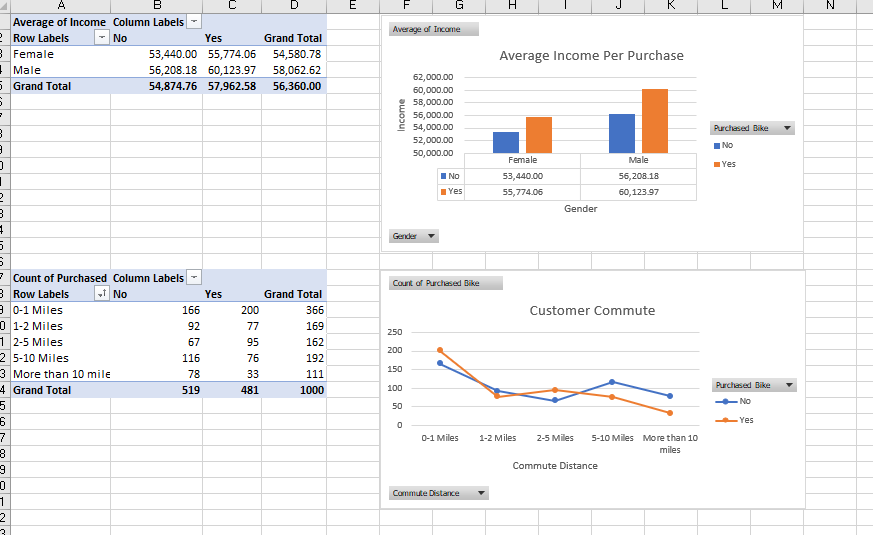 A B C D E F G H I J K L M N
Average of Income Column Labels
Row Labels No Yes Grand Total
Female 53,440.00 55,774.06 54,580.78
Male 56,208.18 60,123.97 58,062.62
Grand Total 54,874.76 57,962.58 56,360.00
Average of Income
Average Income Per Purchase
62,000.00
60,000.00
58,000.00
56,000.00
54,000.00
52,000.00
50,000.00
Income
Female Male
No 53,440.00 56,208.18
Yes 55,774.06 60,123.97
Gender
Purchased Bike
No
Yes
Gender
Count of Purchased Column Labels
Row Labels No Yes Grand Total
0-1 Miles 166 200 366
1-2 Miles 92 77 169
2-5 Miles 67 95 162
5-10 Miles 116 76 192
More than 10 mile 78 33 111
Grand Total 519 481 1000
Count of Purchased Bike
Customer Commute
250
200
150
100
50
0
0-1 Miles 1-2 Miles 2-5 Miles 5-10 Miles More than 10
miles
Commute Distance
Purchased Bike
No
Yes
Commute Distance